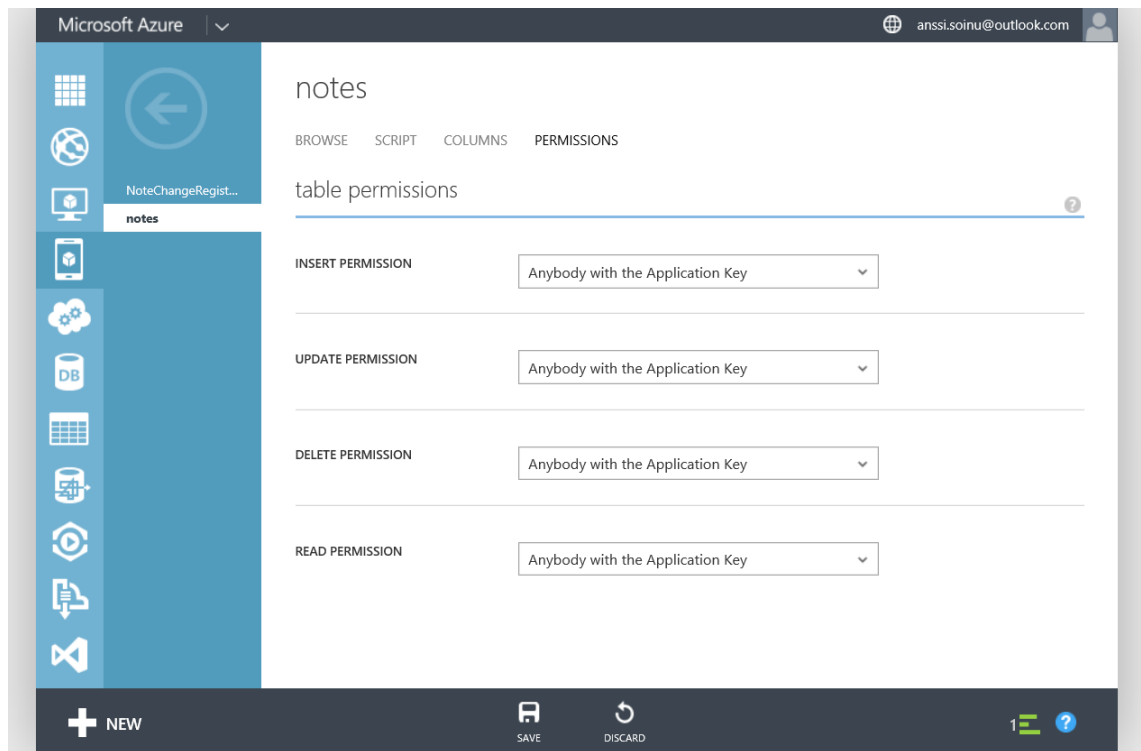 Microsoft Azure
anssi.soinu@outlook.com
notes
BROWSE SCRIPT COLUMNS PERMISSIONS
NoteChangeRegist...
notes
table permissions
?
INSERT PERMISSION Anybody with the Application Key
UPDATE PERMISSION Anybody with the Application Key
DB
DELETE PERMISSION Anybody with the Application Key
READ PERMISSION Anybody with the Application Key
NEW
SAVE
DISCARD
1
?